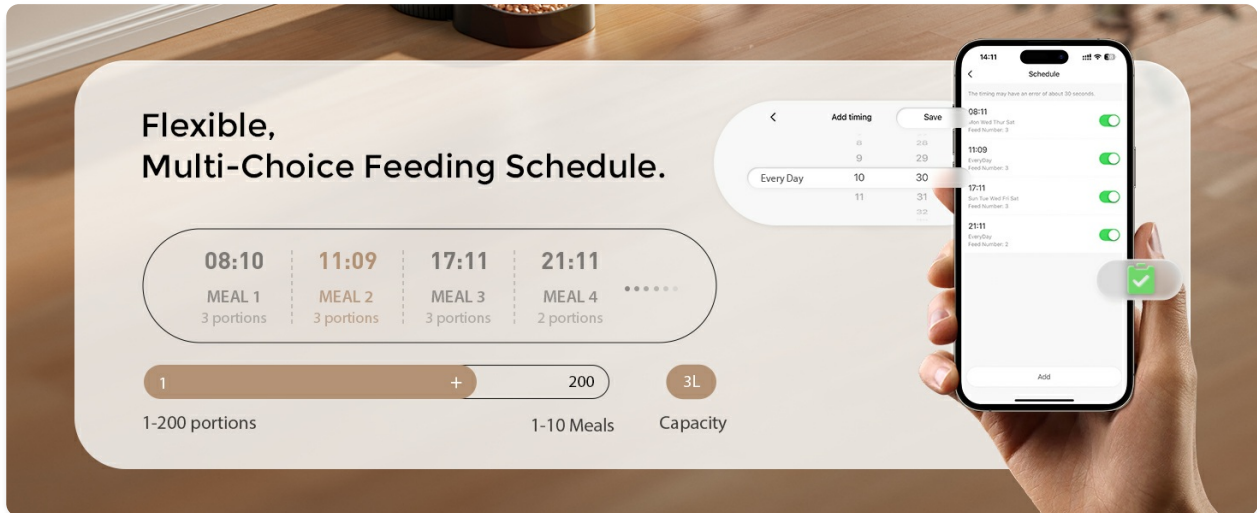 Flexible,
Multi-Choice Feeding Schedule.
08:10
11:09
17:11
21:11
MEAL 1
MEAL 2
MEAL 3
MEAL 4
3 portions
3 portions
3 portions
2 portions
1
+
200
3L
1-200 portions
1-10 Meals
Capacity
< Add timing Save
8 28
9 29
Every Day 10 30
11 31
32
14:11
< Schedule
The timing may have an error of about 30 seconds.
08:11
Mon Wed Thur Sat
Feed Number: 3
11:09
EveryDay
Feed Number: 3
17:11
Sun Tue Wed Fri Sat
Feed Number: 3
21:11
EveryDay
Feed Number: 2
Add